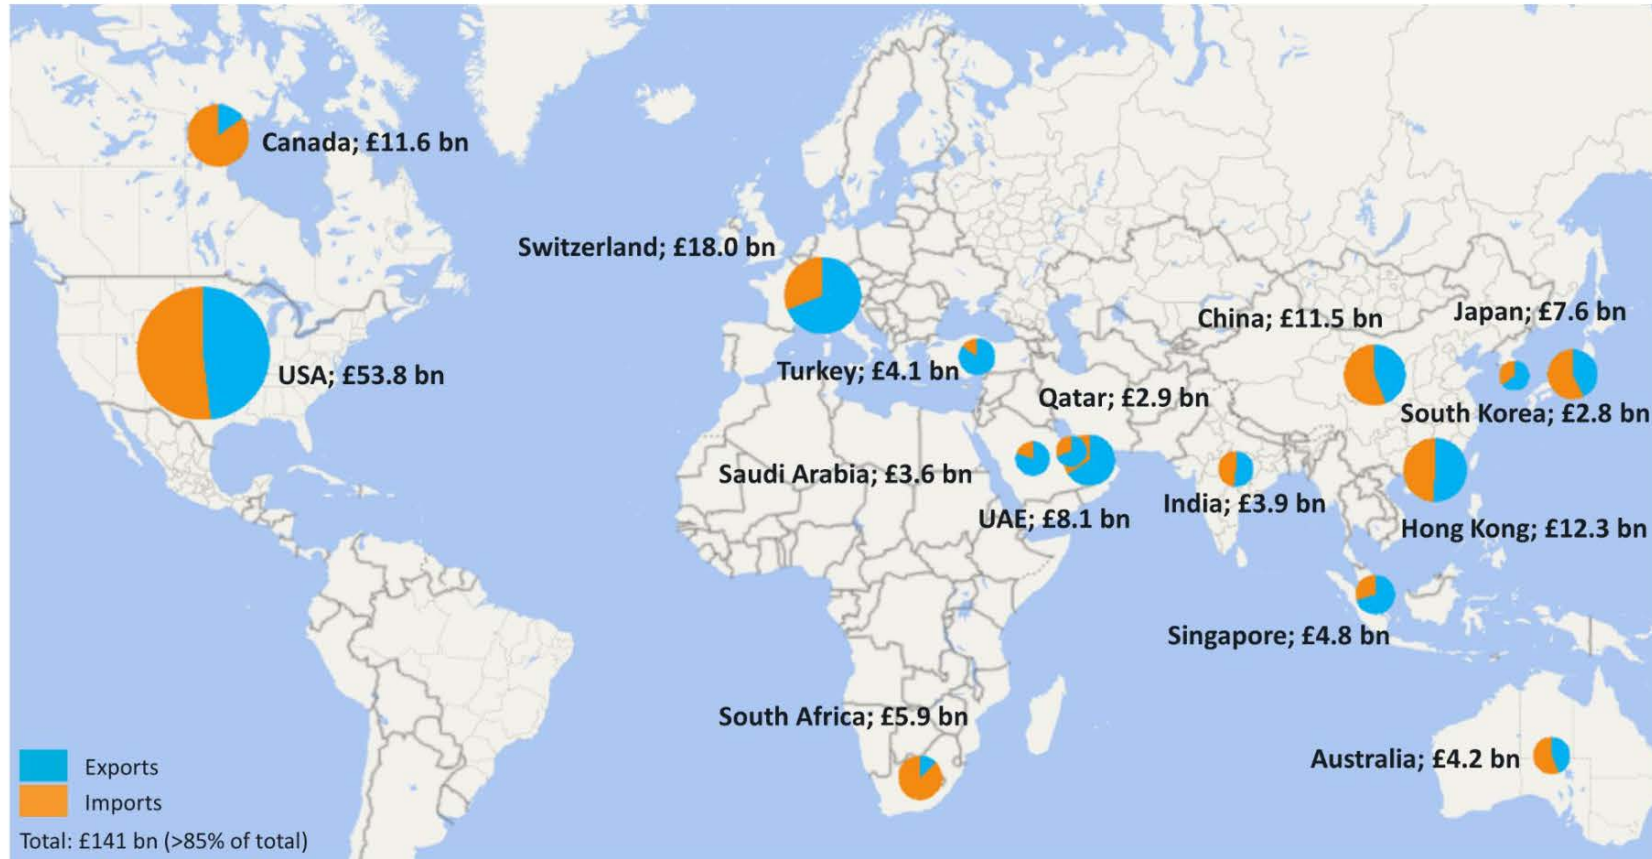 Canada; £11.6 bn
Switzerland; £18.0 bn
USA; £53.8 bn
China; £11.5 bn
Japan; £7.6 bn
Turkey; £4.1 bn
Qatar; £2.9 bn
South Korea; £2.8 bn
Saudi Arabia; £3.6 bn
UAE; £8.1 bn
India; £3.9 bn
Hong Kong; £12.3 bn
Singapore; £4.8 bn
South Africa; £5.9 bn
Australia; £4.2 bn
Exports
Imports
Total: £141 bn (>85% of total)